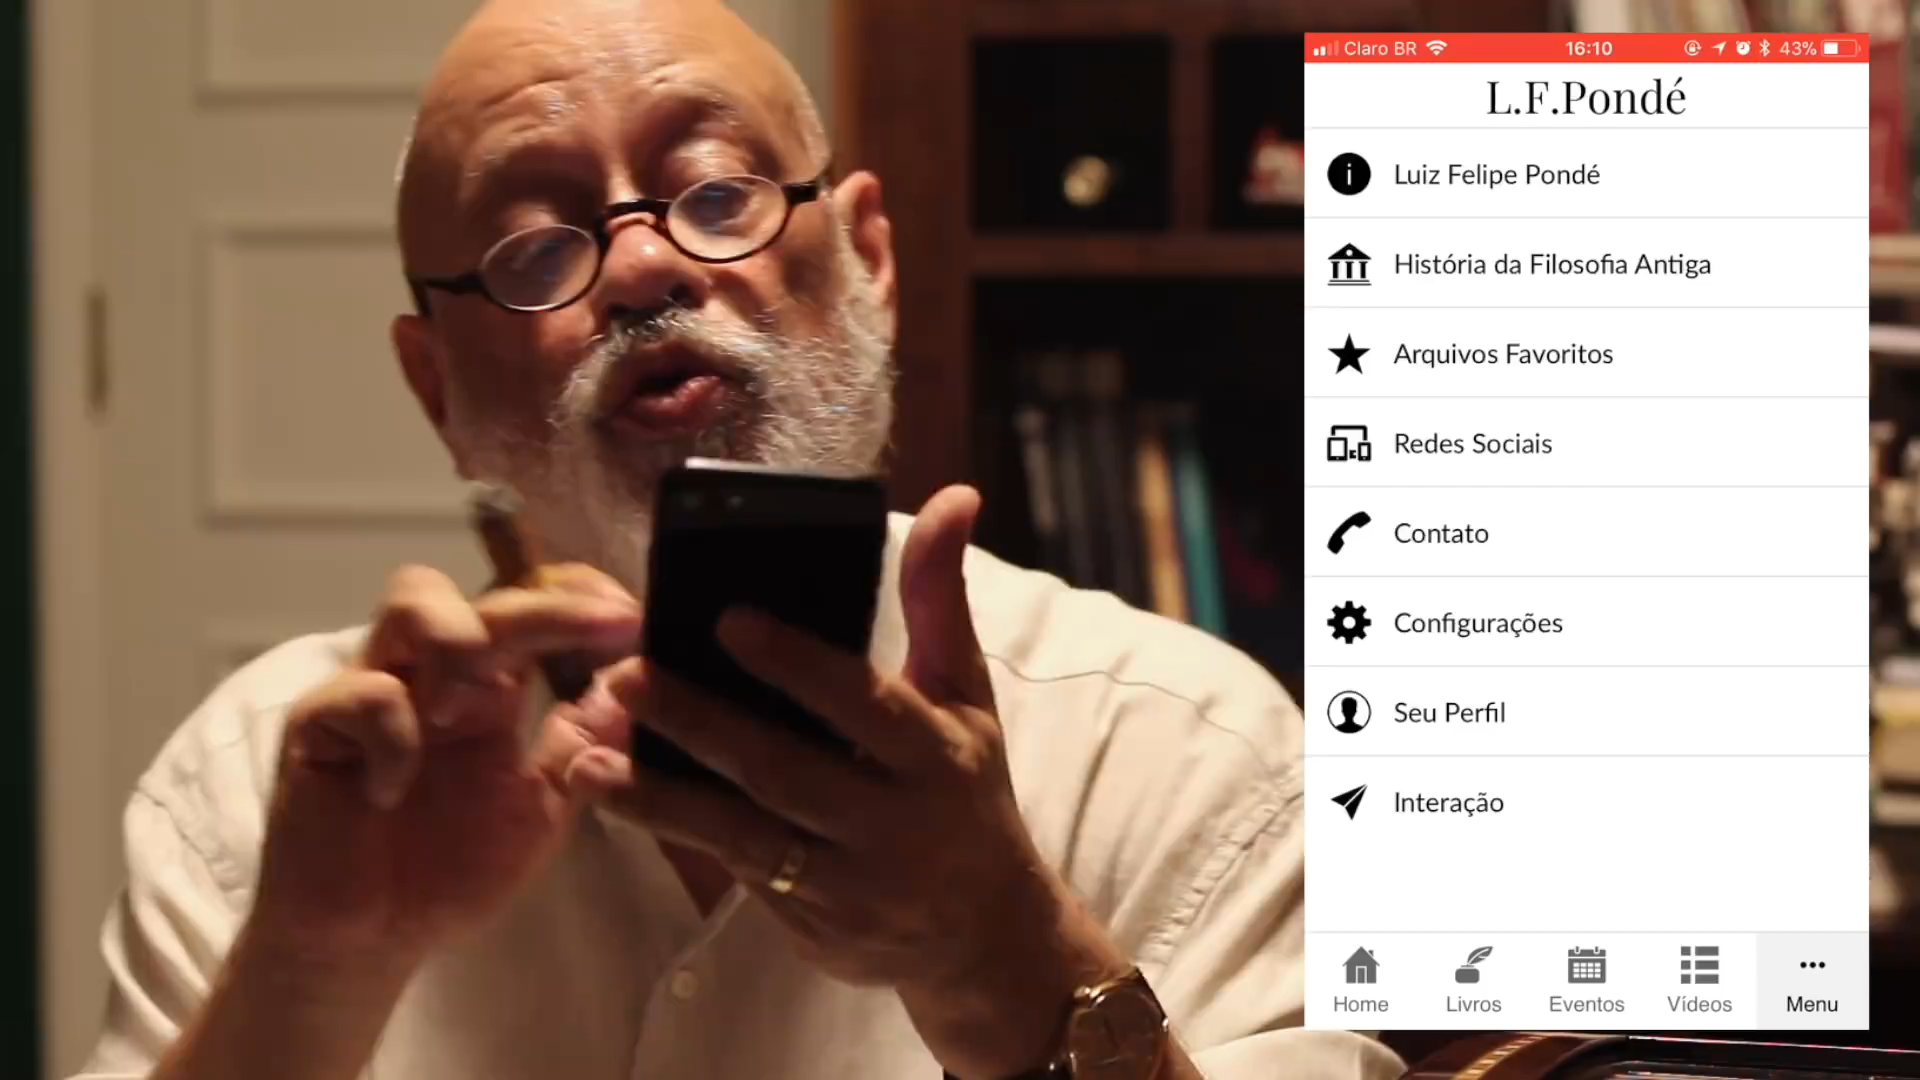 Claro BR 16:10 43%
L.F.Pondé
Luiz Felipe Pondé
História da Filosofia Antiga
Arquivos Favoritos
Redes Sociais
Contato
Configurações
Seu Perfil
Interação
Home Livros Eventos Vídeos Menu